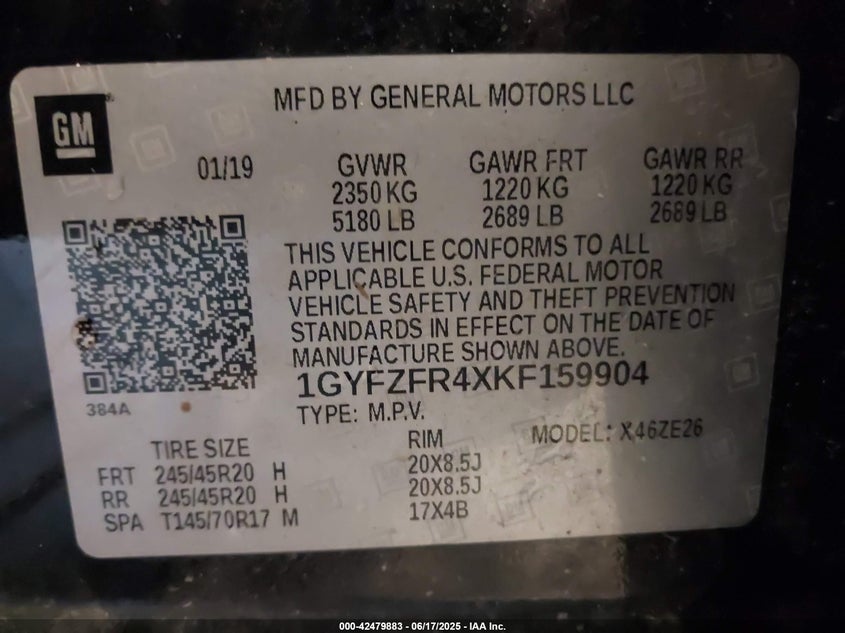 MFD BY GENERAL MOTORS LLC
GM
01/19 GVWR GAWR FRT GAWR RR
2350 KG 1220 KG 1220 KG
5180 LB 2689 LB 2689 LB
THIS VEHICLE CONFORMS TO ALL
APPLICABLE U.S. FEDERAL MOTOR
VEHICLE SAFETY AND THEFT PREVENTION
STANDARDS IN EFFECT ON THE DATE OF
MANUFACTURE SHOWN ABOVE.
1GYFZFR4XKF159904
384A
TYPE: M.P.V. MODEL: X46ZE26
TIRE SIZE RIM
FRT 245/45R20 H 20X8.5J
RR 245/45R20 H 20X8.5J
SPA T145/70R17 M 17X4B
000-42479883 - 06/17/2025 - IAA Inc.